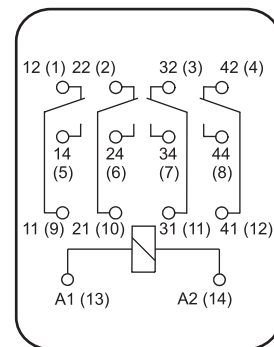 12 (1) 22 (2) 32 (3) 42 (4)
14 24 34 44
(5) (6) (7) (8)
11 (9) 21 (10) 31 (11) 41 (12)
A1 (13) A2 (14)